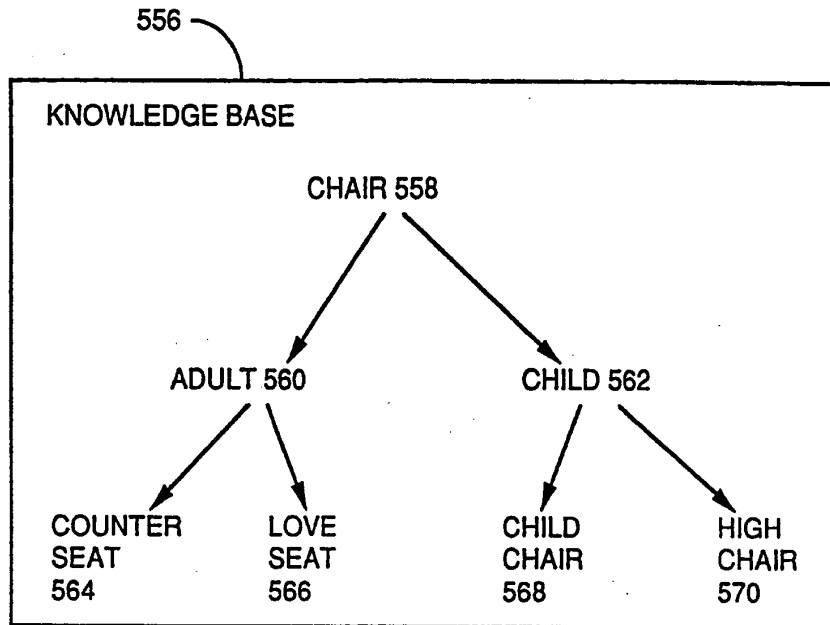 556
KNOWLEDGE BASE
CHAIR 558
ADULT 560
CHILD 562
COUNTER
SEAT
564
LOVE
SEAT
566
CHILD
CHAIR
568
HIGH
CHAIR
570